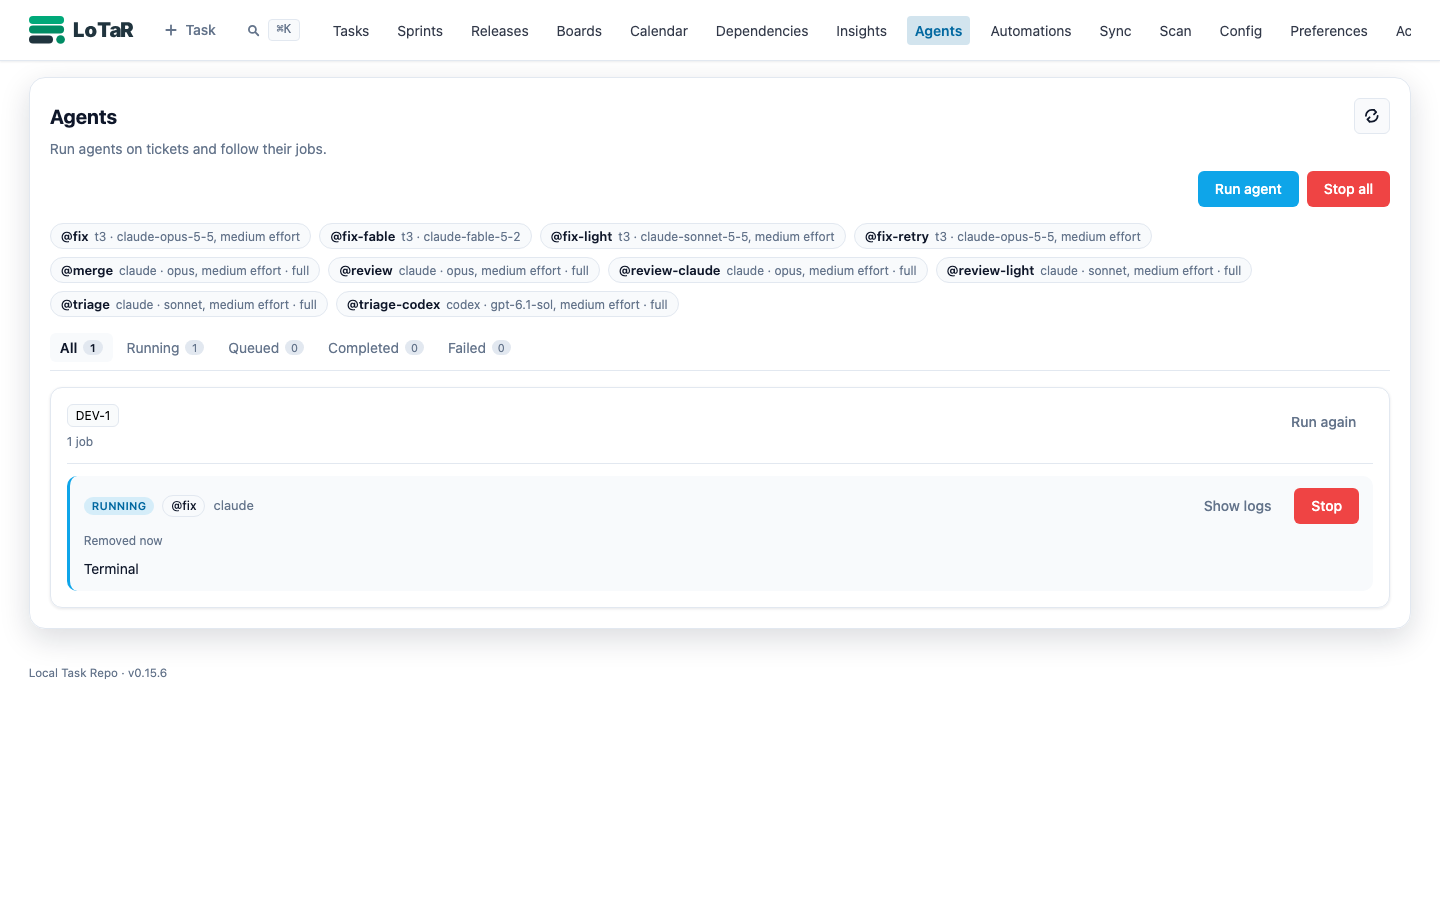 LoTaR + Task ⌘K Tasks Sprints Releases Boards Calendar Dependencies Insights Agents Automations Sync Scan Config Preferences Ac
Agents
Run agents on tickets and follow their jobs.
Run agent Stop all
@fix t3 · claude-opus-5-5, medium effort @fix-fable t3 · claude-fable-5-2 @fix-light t3 · claude-sonnet-5-5, medium effort @fix-retry t3 · claude-opus-5-5, medium effort
@merge claude · opus, medium effort · full @review claude · opus, medium effort · full @review-claude claude · opus, medium effort · full @review-light claude · sonnet, medium effort · full
@triage claude · sonnet, medium effort · full @triage-codex codex · gpt-6.1-sol, medium effort · full
All 1 Running 1 Queued 0 Completed 0 Failed 0
DEV-1
Run again
1 job
RUNNING @fix claude Show logs Stop
Removed now
Terminal
Local Task Repo · v0.15.6